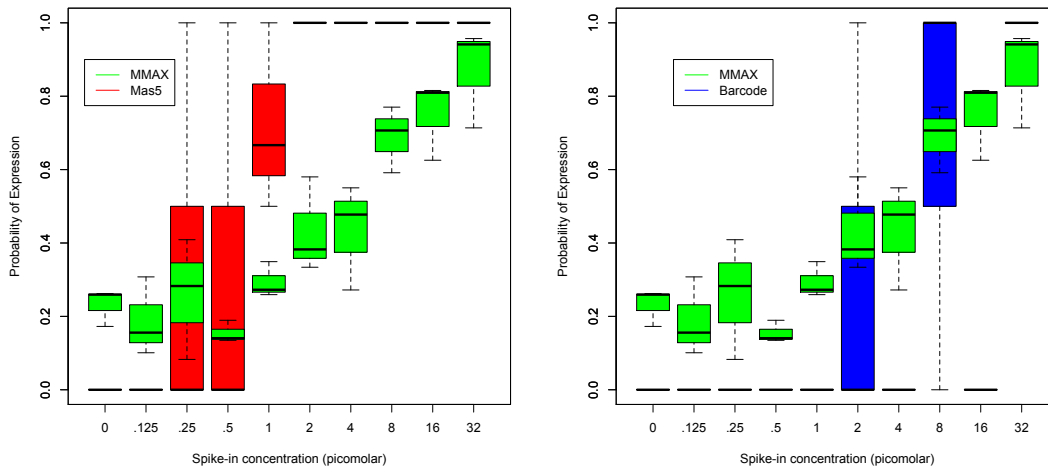 MMAX
Mas5
Probability of Expression
0.0 0.2 0.4 0.6 0.8 1.0
0 .125 .25 .5 1 2 4 8 16 32
Spike-in concentration (picomolar)
MMAX
Barcode
Probability of Expression
0.0 0.2 0.4 0.6 0.8 1.0
0 .125 .25 .5 1 2 4 8 16 32
Spike-in concentration (picomolar)